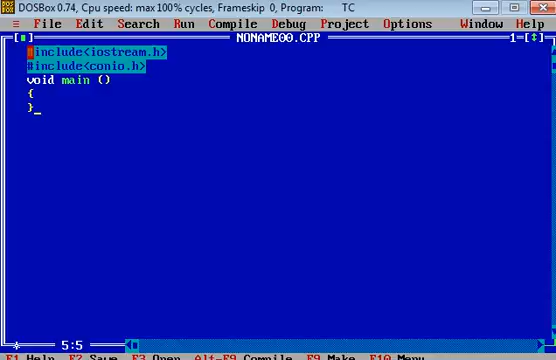 DOSBox 0.74, Cpu speed: max 100% cycles, Frameskip 0, Program: TC
≡ File Edit Search Run Compile Debug Project Options Window Help
[■] NONAME00.CPP 1=[↕]
#include<iostream.h>
#include<conio.h>
void main ()
{
}_
5:5
F1 Help F2 Save F3 Open Alt-F9 Compile F9 Make F10 Menu